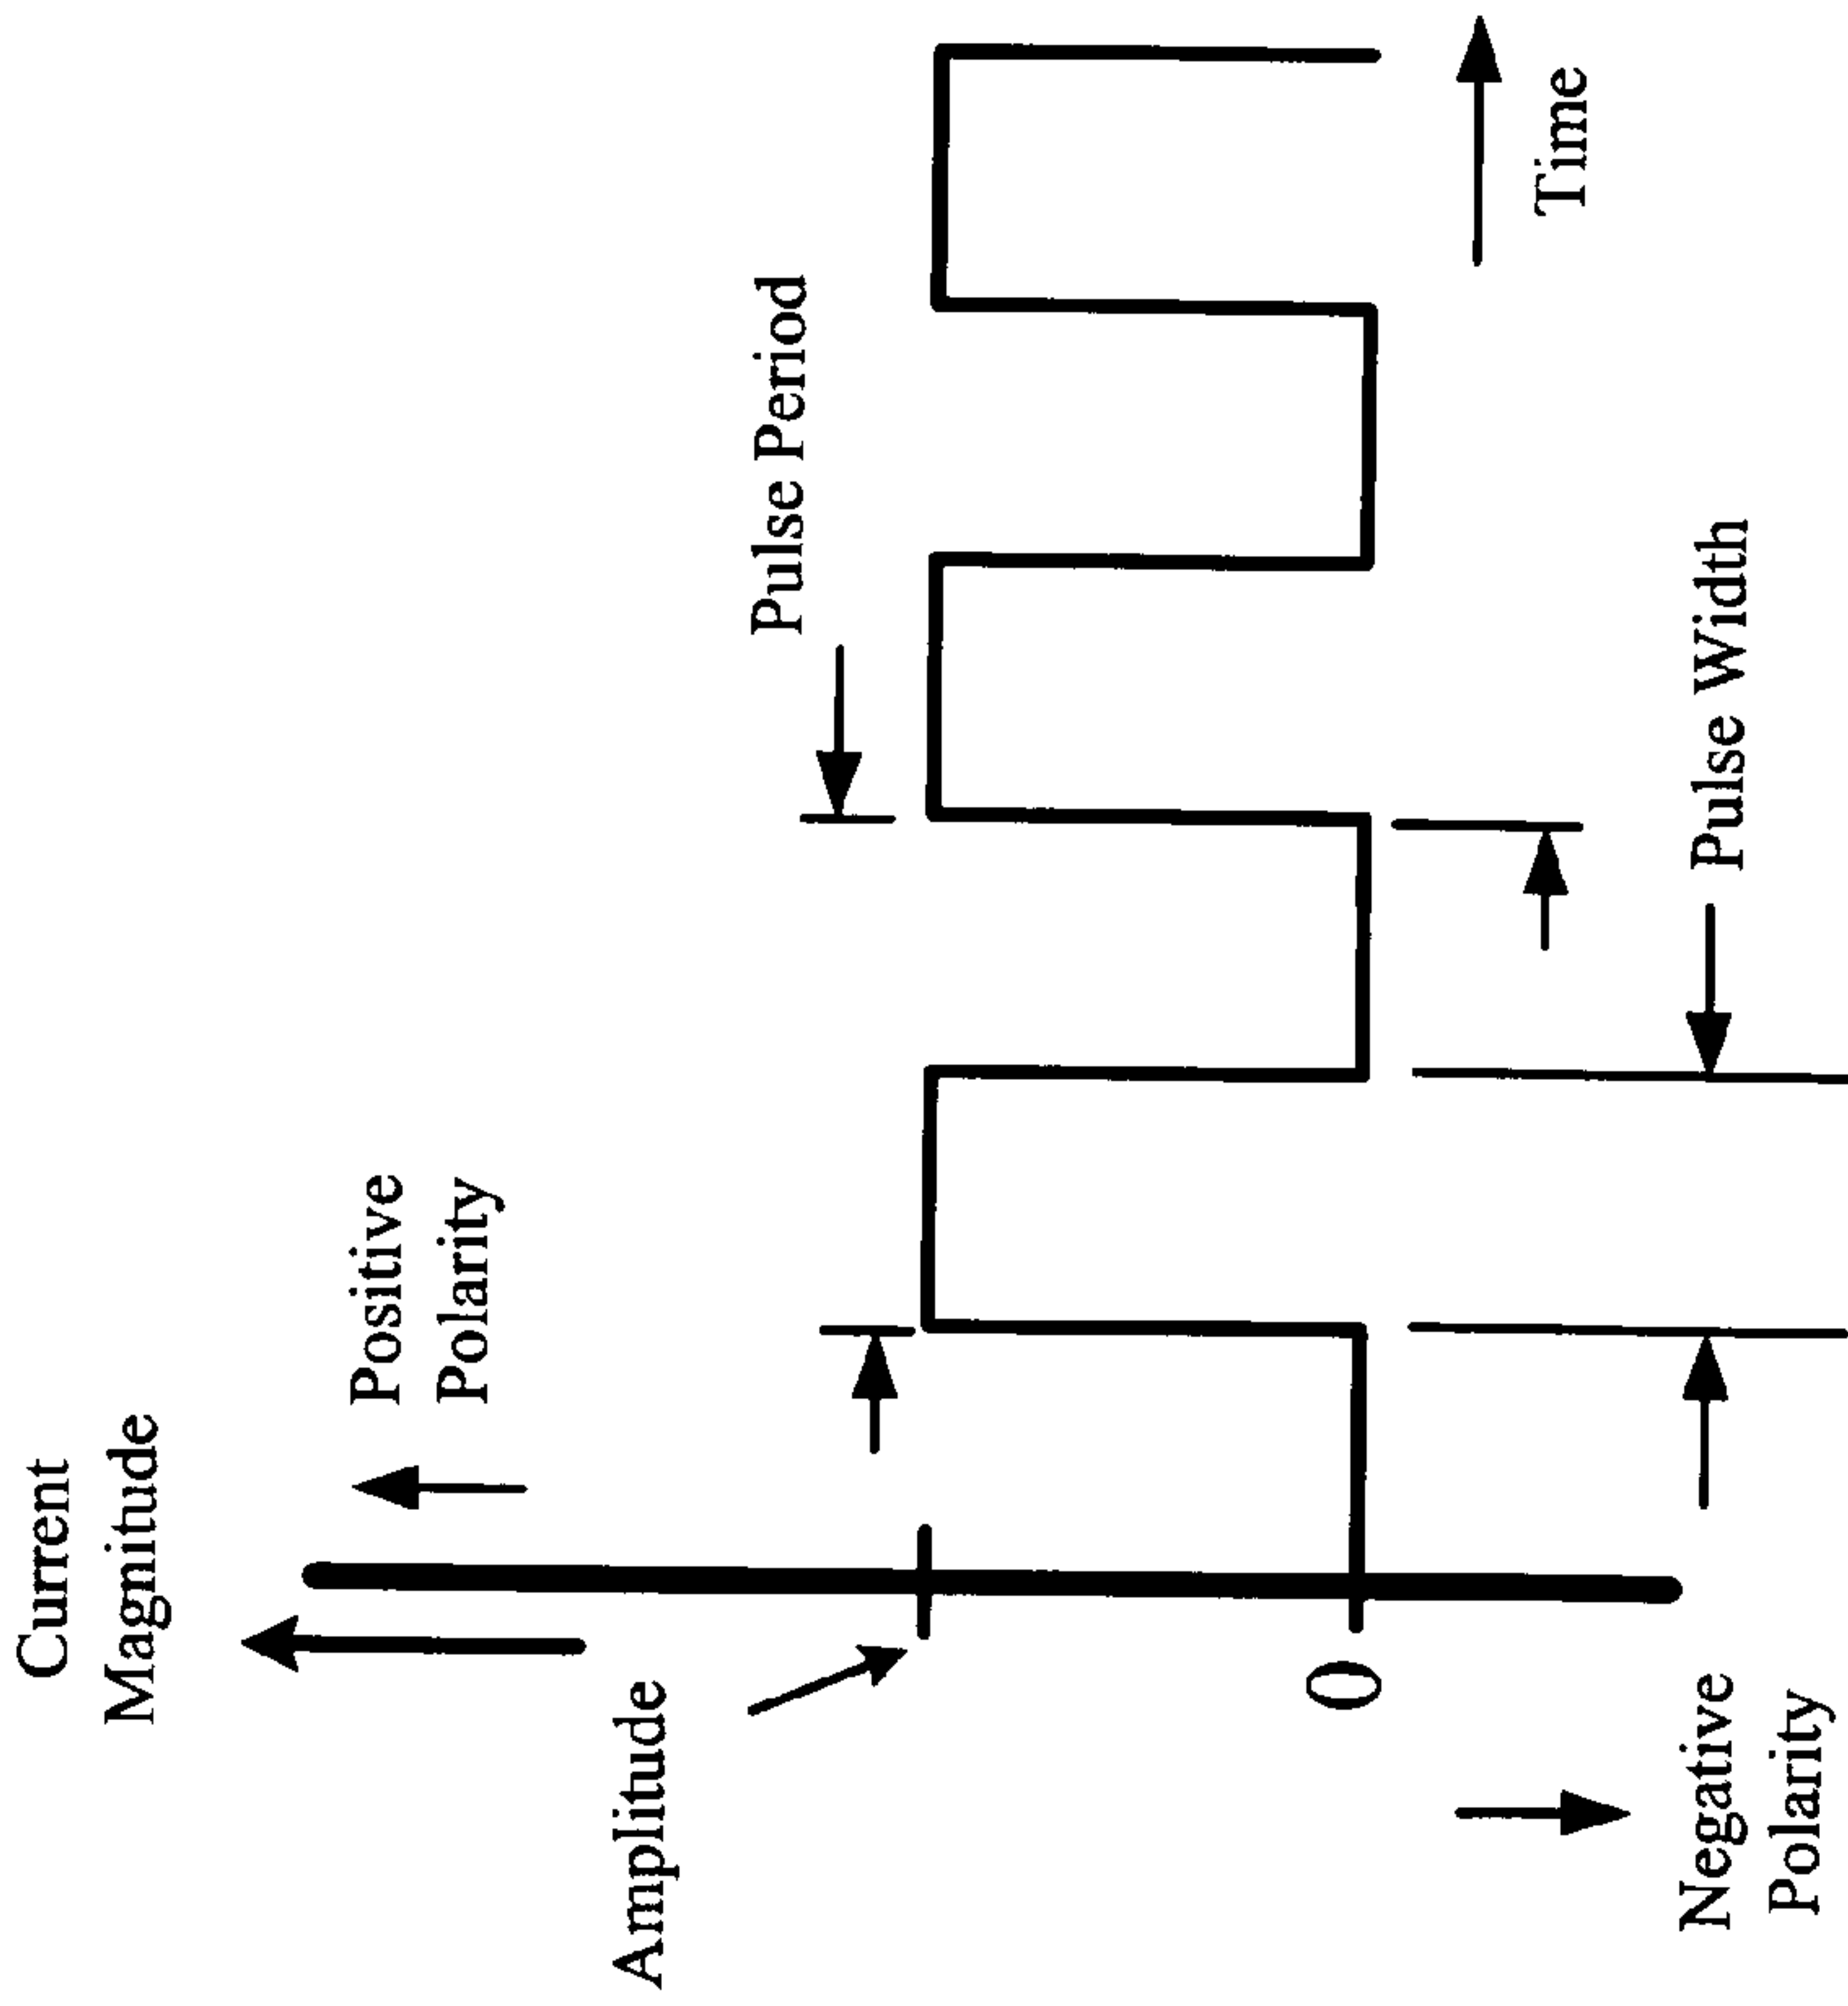 Current
Magnitude
Positive
Polarity
Pulse Period
Amplitude
0
Time
Negative
Polarity
Pulse Width